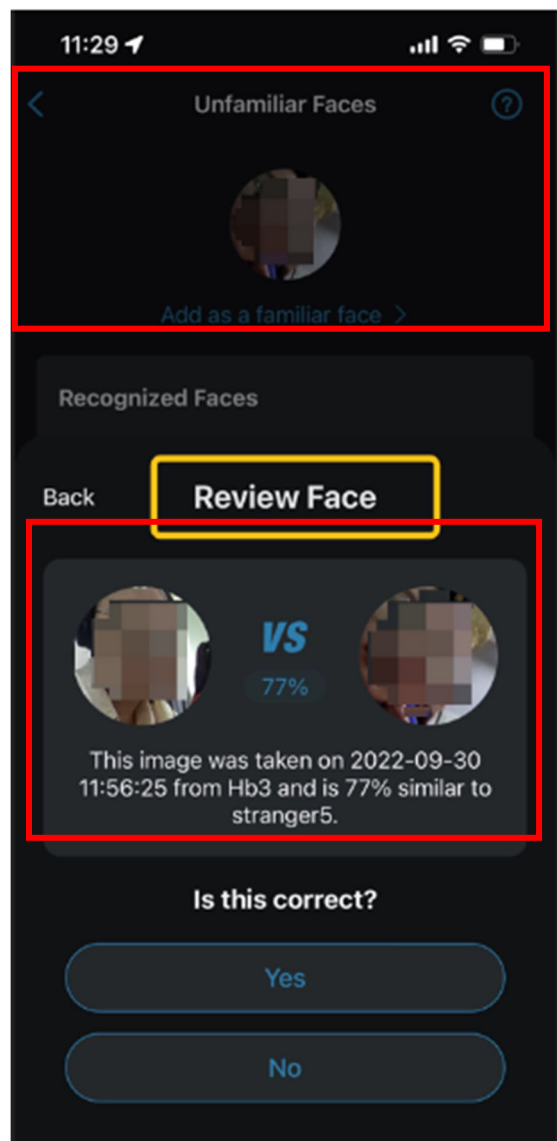 11:29
Unfamiliar Faces
?
Add as a familiar face >
Recognized Faces
Back
Review Face
VS
77%
This image was taken on 2022-09-30
11:56:25 from Hb3 and is 77% similar to
stranger5.
Is this correct?
Yes
No